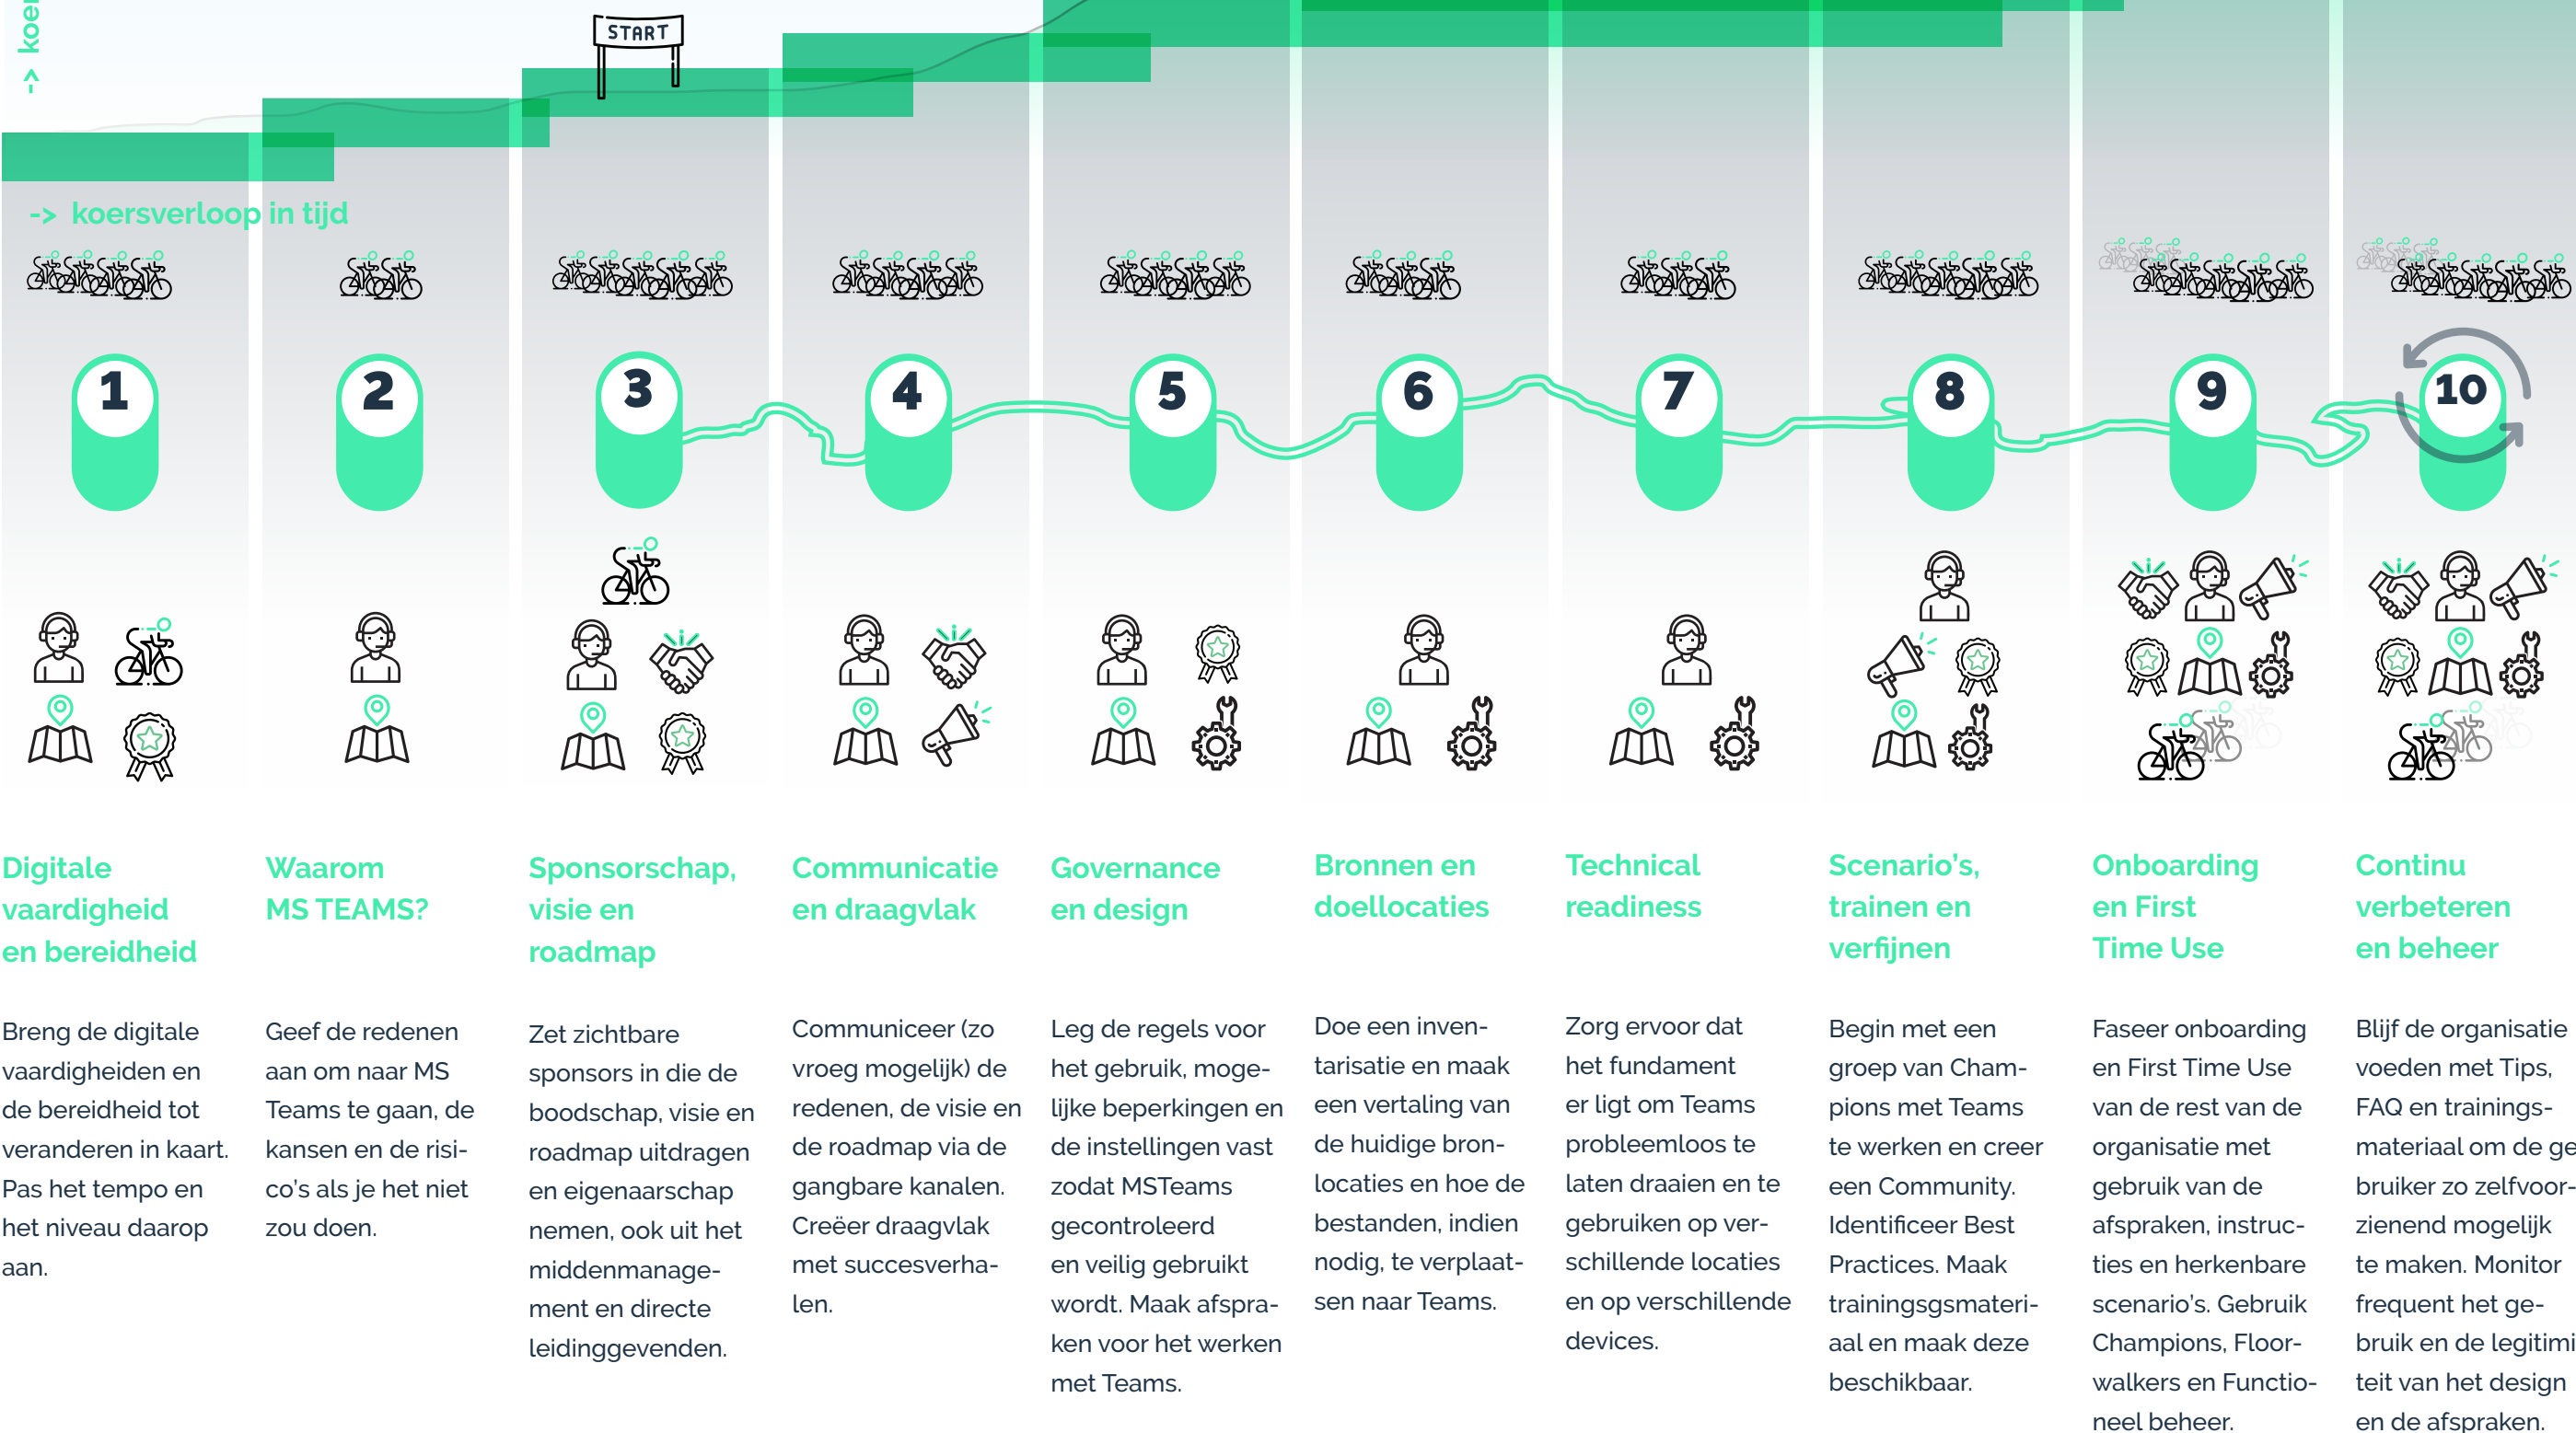 -> koer
START
-> koersverloop in tijd
1
2
3
4
5
6
7
8
9
10
Digitale
vaardigheid
en bereidheid
Breng de digitale
vaardigheiden en
de bereidheid tot
veranderen in kaart.
Pas het tempo en
het niveau daarop
aan.
Waarom
MS TEAMS?
Geef de redenen
aan om naar MS
Teams te gaan, de
kansen en de risi-
co's als je het niet
zou doen.
Sponsorschap,
visie en
roadmap
Zet zichtbare
sponsors in die de
boodschap, visie en
roadmap uitdragen
en eigenaarschap
nemen, ook uit het
middenmanage-
ment en directe
leidinggevenden.
Communicatie
en draagvlak
Communiceer (zo
vroeg mogelijk) de
redenen, de visie en
de roadmap via de
gangbare kanalen.
Creëer draagvlak
met succesverha-
len.
Governance
en design
Leg de regels voor
het gebruik, moge-
lijke beperkingen en
de instellingen vast
zodat MSTeams
gecontroleerd
en veilig gebruikt
wordt. Maak afspra-
ken voor het werken
met Teams.
Bronnen en
doellocaties
Doe een inven-
tarisatie en maak
een vertaling van
de huidige bron-
locaties en hoe de
bestanden, indien
nodig, te verplaat-
sen naar Teams.
Technical
readiness
Zorg ervoor dat
het fundament
er ligt om Teams
probleemloos te
laten draaien en te
gebruiken op ver-
schillende locaties
en op verschillende
devices.
Scenario's,
trainen en
verfijnen
Begin met een
groep van Cham-
pions met Teams
te werken en creer
een Community.
Identificeer Best
Practices. Maak
trainingsgsmateri-
aal en maak deze
beschikbaar.
Onboarding
en First
Time Use
Faseer onboarding
en First Time Use
van de rest van de
organisatie met
gebruik van de
afspraken, instruc-
ties en herkenbare
scenario's. Gebruik
Champions, Floor-
walkers en Functio-
neel beheer.
Continu
verbeteren
en beheer
Blijf de organisatie
voeden met Tips,
FAQ en trainings-
materiaal om de ge
bruiker zo zelfvoor-
zienend mogelijk
te maken. Monitor
frequent het ge-
bruik en de legitimi
teit van het design
en de afspraken.